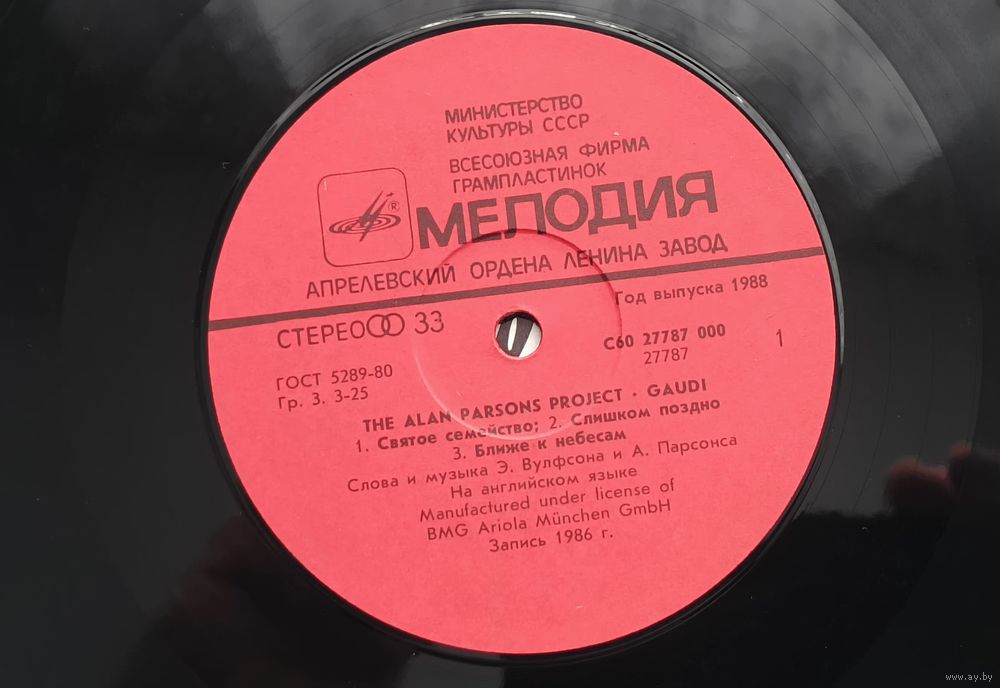 МИНИСТЕРСТВО
КУЛЬТУРЫ СССР
ВСЕСОЮЗНАЯ ФИРМА
ГРАМПЛАСТИНОК
®
МЕЛОДИЯ
АПРЕЛЕВСКИЙ ОРДЕНА ЛЕНИНА ЗАВОД
Год выпуска 1988
СТЕРЕО 33
С60 27787 000
27787
1
ГОСТ 5289-80
Гр. 3. 3-25
THE ALAN PARSONS PROJECT · GAUDI
1. Святое семейство; 2. Слишком поздно
3. Ближе к небесам
Слова и музыка Э. Вулфсона и А. Парсонса
На английском языке
Manufactured under license of
BMG Ariola München GmbH
Запись 1986 г.
www.ay.by